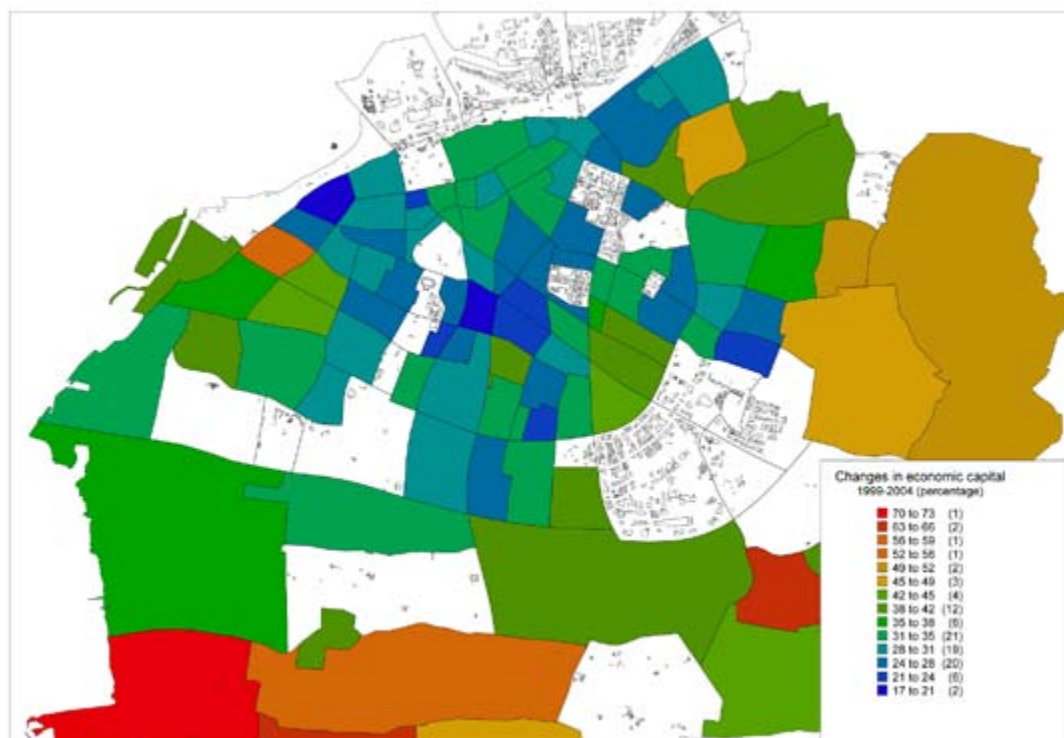 Changes in economic capital
1999-2004 (percentage)
70 to 73 (1)
63 to 66 (2)
56 to 59 (1)
52 to 56 (1)
49 to 52 (2)
45 to 49 (3)
42 to 45 (4)
38 to 42 (12)
35 to 38 (6)
31 to 35 (21)
28 to 31 (19)
24 to 28 (20)
21 to 24 (6)
17 to 21 (2)